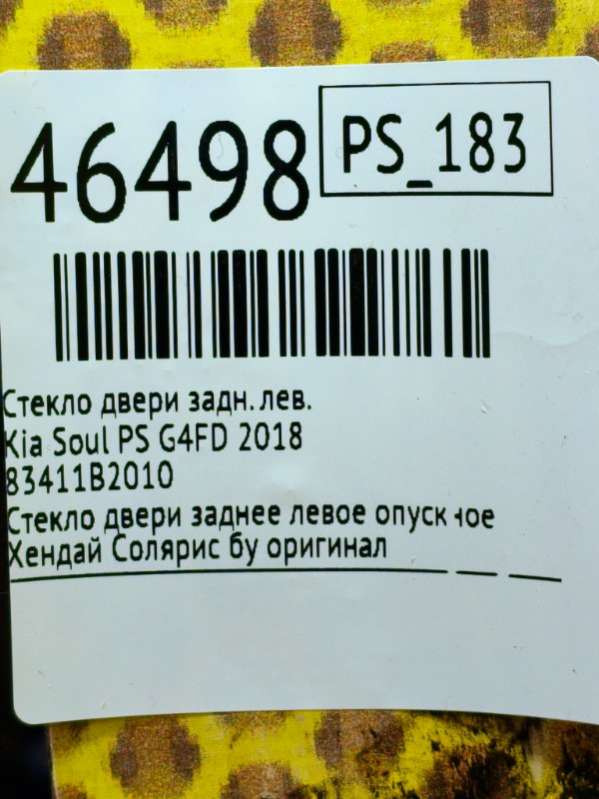 46498
PS_183
Стекло двери задн. лев.
Kia Soul PS G4FD 2018
83411B2010
Стекло двери заднее левое опускное
Хендай Солярис бу оригинал